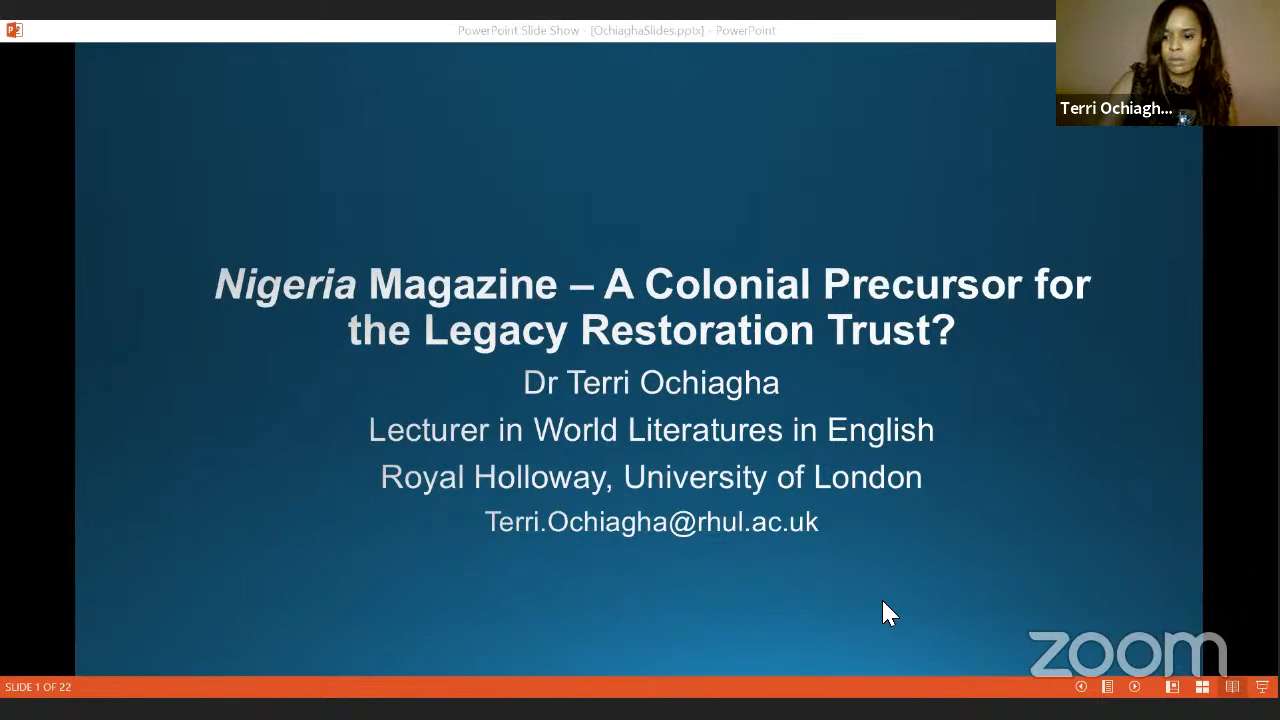 PowerPoint Slide Show - [OchiaghaSlides.pptx] - PowerPoint
Terri Ochiagh...
Nigeria Magazine – A Colonial Precursor for
the Legacy Restoration Trust?
Dr Terri Ochiagha
Lecturer in World Literatures in English
Royal Holloway, University of London
Terri.Ochiagha@rhul.ac.uk
zoom
SLIDE 1 OF 22